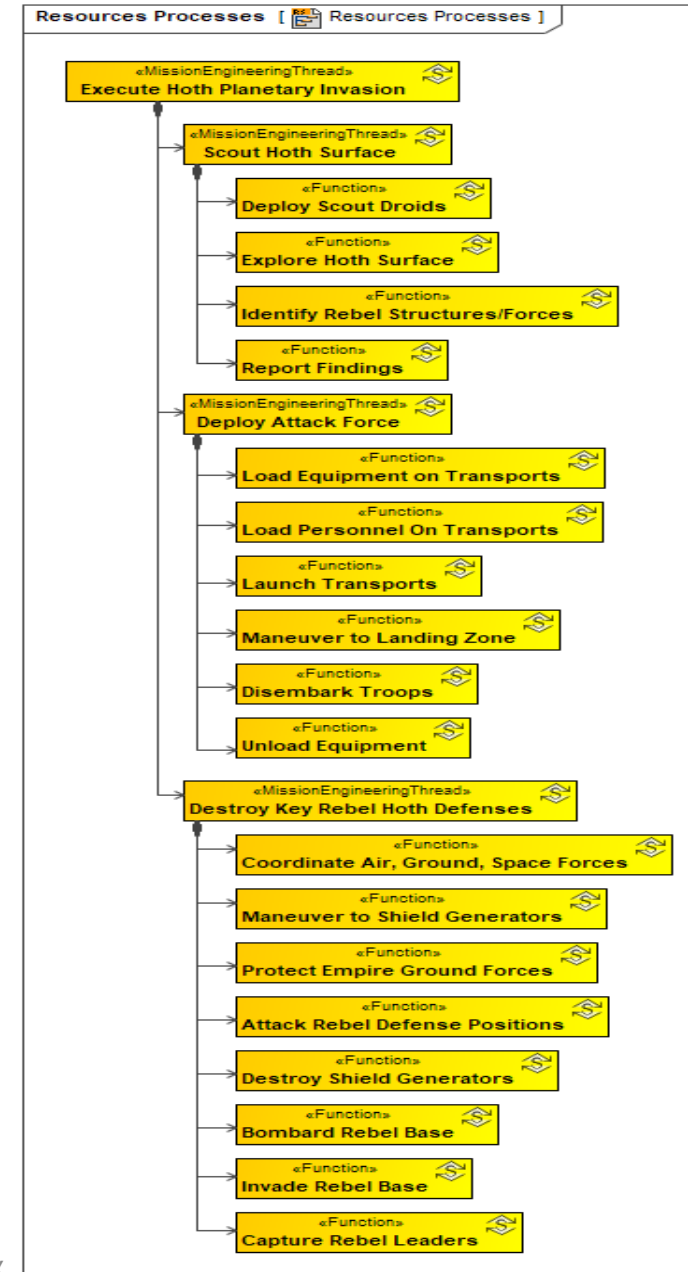 Resources Processes [ Resources Processes ]
«MissionEngineeringThread»
Execute Hoth Planetary Invasion
«MissionEngineeringThread»
Scout Hoth Surface
«Function»
Deploy Scout Droids
«Function»
Explore Hoth Surface
«Function»
Identify Rebel Structures/Forces
«Function»
Report Findings
«MissionEngineeringThread»
Deploy Attack Force
«Function»
Load Equipment on Transports
«Function»
Load Personnel On Transports
«Function»
Launch Transports
«Function»
Maneuver to Landing Zone
«Function»
Disembark Troops
«Function»
Unload Equipment
«MissionEngineeringThread»
Destroy Key Rebel Hoth Defenses
«Function»
Coordinate Air, Ground, Space Forces
«Function»
Maneuver to Shield Generators
«Function»
Protect Empire Ground Forces
«Function»
Attack Rebel Defense Positions
«Function»
Destroy Shield Generators
«Function»
Bombard Rebel Base
«Function»
Invade Rebel Base
«Function»
Capture Rebel Leaders